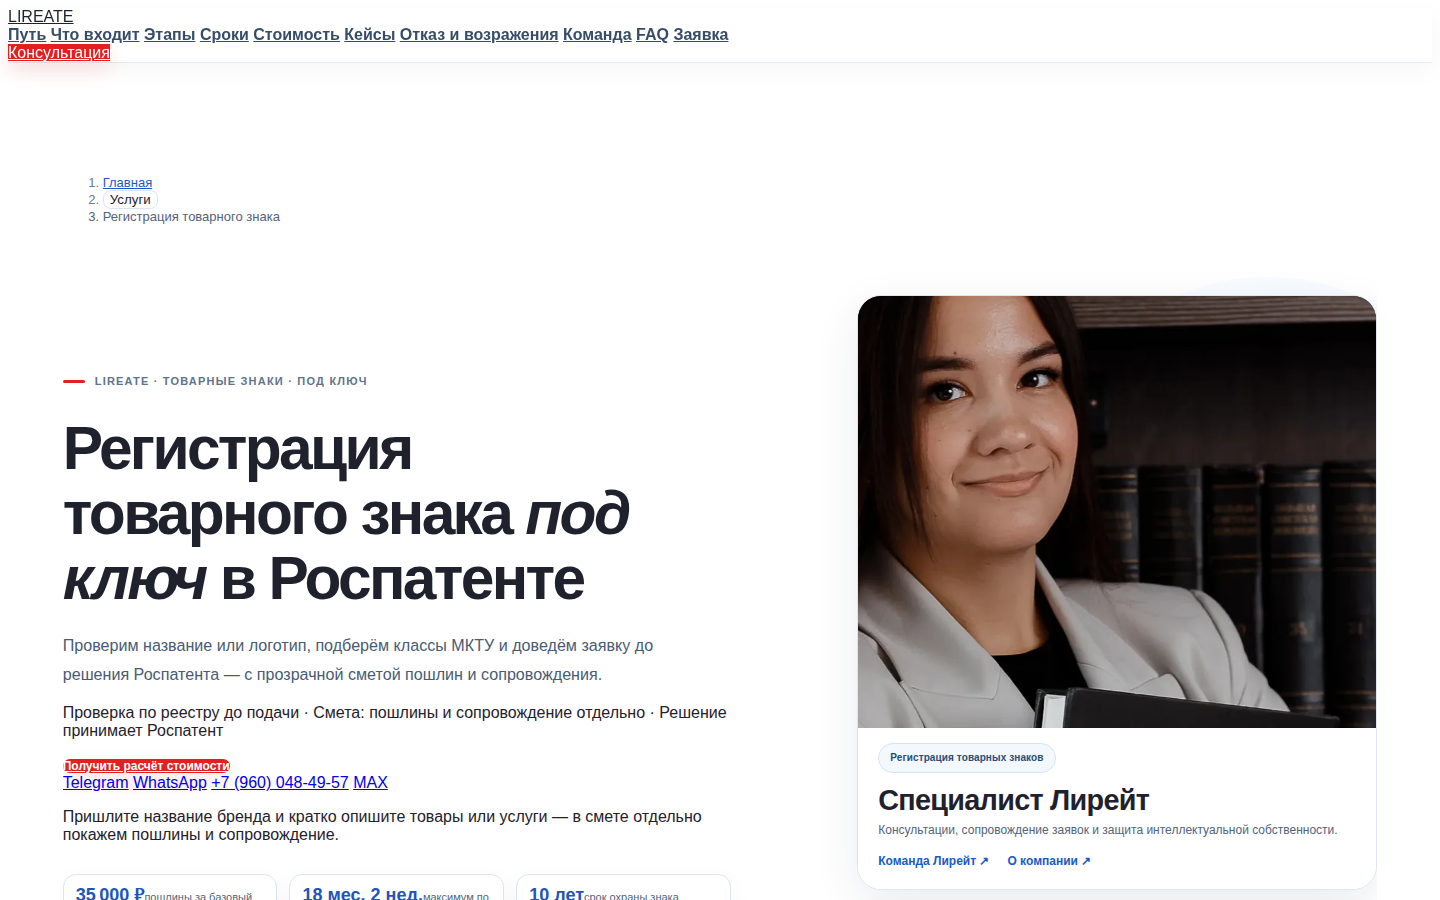 LIREATE
Путь Что входит Этапы Сроки Стоимость Кейсы Отказ и возражения Команда FAQ Заявка
Консультация
1. Главная
2. Услуги
3. Регистрация товарного знака
LIREATE · ТОВАРНЫЕ ЗНАКИ · ПОД КЛЮЧ
Регистрация
товарного знака под
ключ в Роспатенте
Проверим название или логотип, подберём классы МКТУ и доведём заявку до
решения Роспатента — с прозрачной сметой пошлин и сопровождения.
Проверка по реестру до подачи · Смета: пошлины и сопровождение отдельно · Решение
принимает Роспатент
Получить расчёт стоимости
Telegram WhatsApp +7 (960) 048-49-57 MAX
Пришлите название бренда и кратко опишите товары или услуги — в смете отдельно
покажем пошлины и сопровождение.
35 000 ₽ пошлины за базовый
18 мес. 2 нед. максимум по
10 лет срок охраны знака
Регистрация товарных знаков
Специалист Лирейт
Консультации, сопровождение заявок и защита интеллектуальной собственности.
Команда Лирейт ↗ О компании ↗